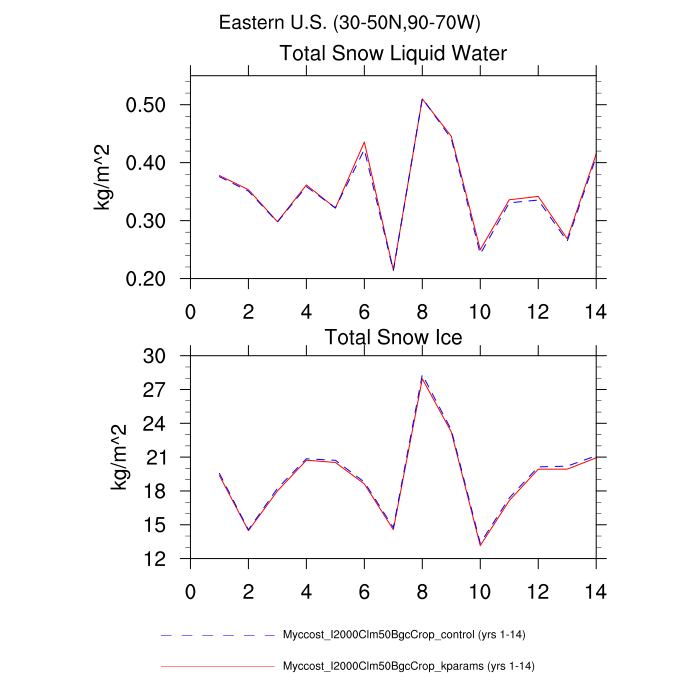 Eastern U.S. (30-50N,90-70W)
Total Snow Liquid Water
kg/m^2
0.50
0.40
0.30
0.20
0 2 4 6 8 10 12 14
Total Snow Ice
kg/m^2
30
27
24
21
18
15
12
0 2 4 6 8 10 12 14
Myccost_I2000Clm50BgcCrop_control (yrs 1-14)
Myccost_I2000Clm50BgcCrop_kparams (yrs 1-14)